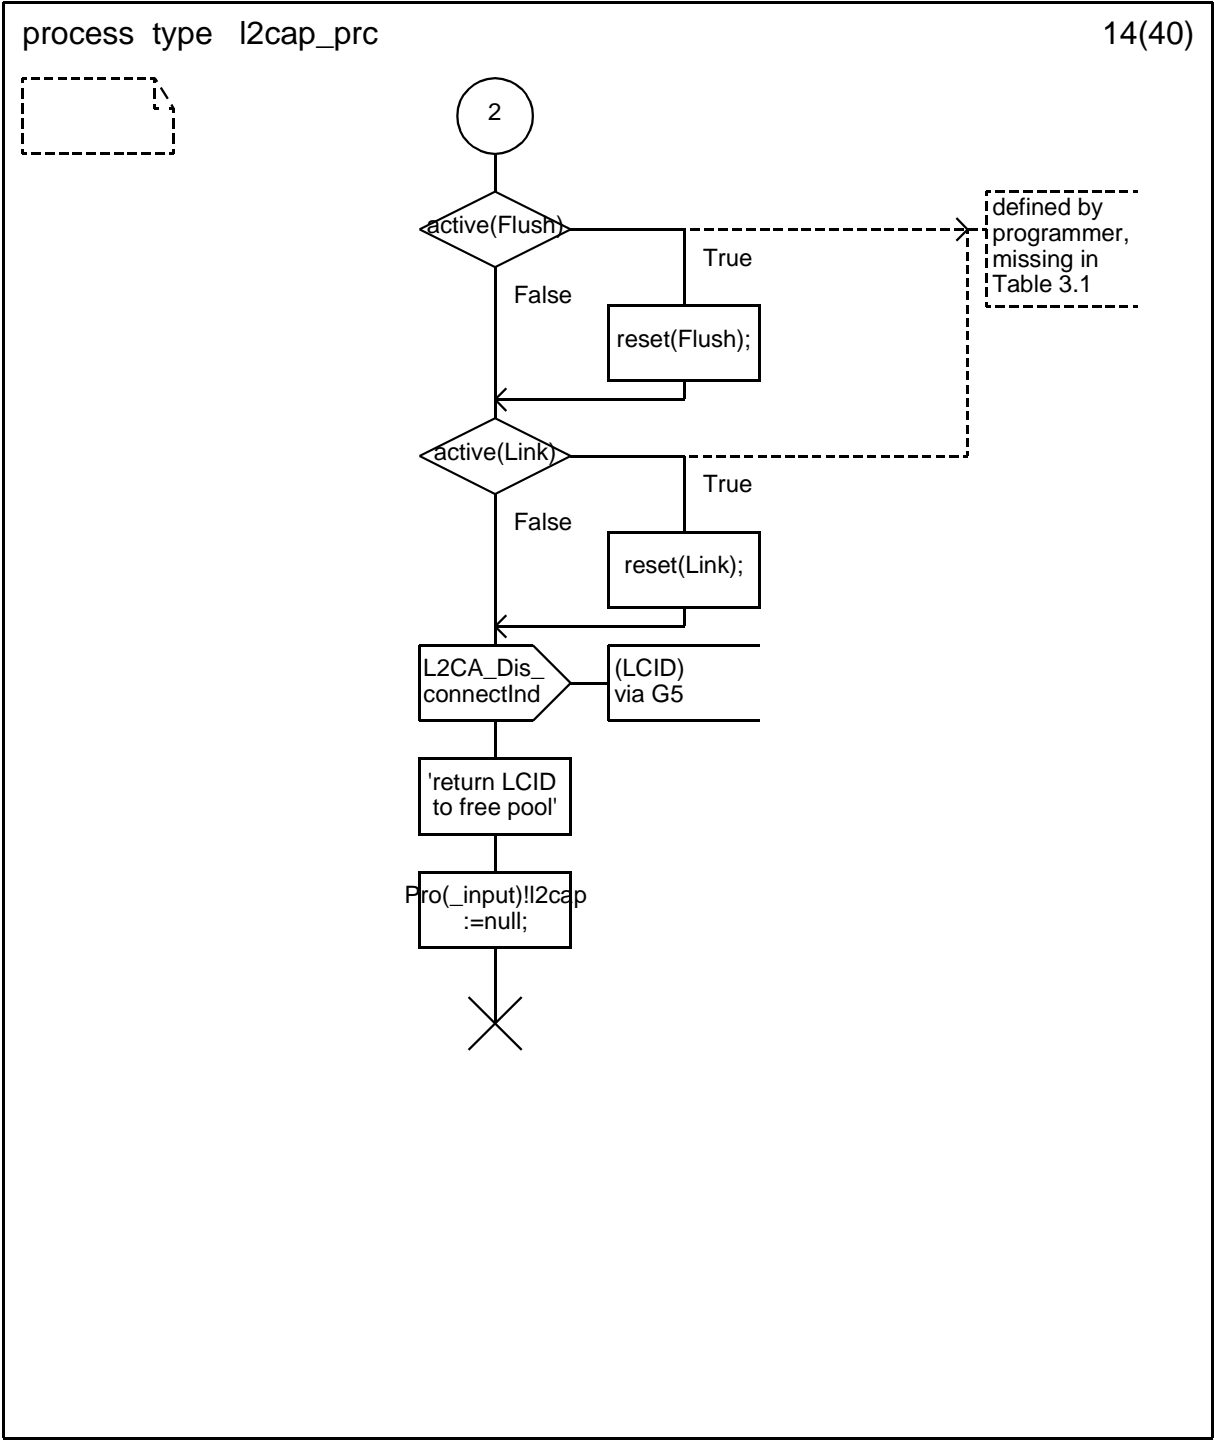 process type l2cap_prc
14(40)
2
active(Flush)
defined by
programmer,
missing in
Table 3.1
True
False
reset(Flush);
active(Link)
True
False
reset(Link);
L2CA_Dis_
connectInd
(LCID)
via G5
'return LCID
to free pool'
Pro(_input)!l2cap
:=null;